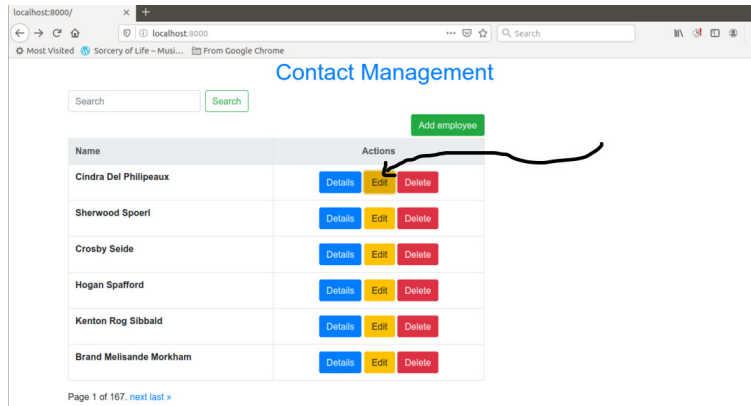 localhost:8000/
localhost:8000
Search
Most Visited Sorcery of Life – Musi... From Google Chrome
Contact Management
Search Search
Add employee
Name Actions
Cindra Del Philipeaux Details Edit Delete
Sherwood Spoerl Details Edit Delete
Crosby Seide Details Edit Delete
Hogan Spafford Details Edit Delete
Kenton Rog Sibbald Details Edit Delete
Brand Melisande Morkham Details Edit Delete
Page 1 of 167. next last »